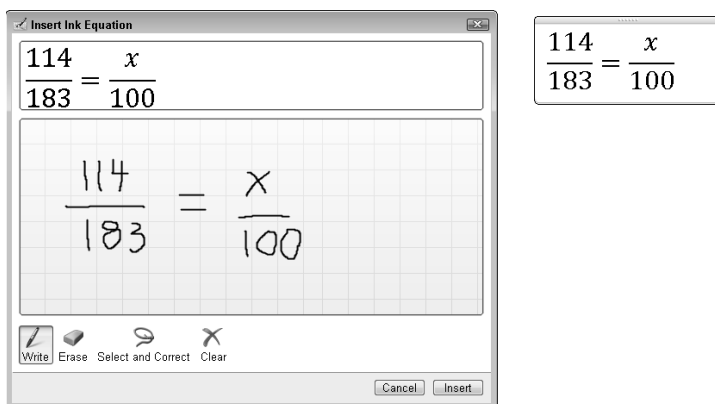 Insert Ink Equation
114/183 = x/100
114/183 = x/100
Write Erase Select and Correct Clear
Cancel Insert
114/183 = x/100